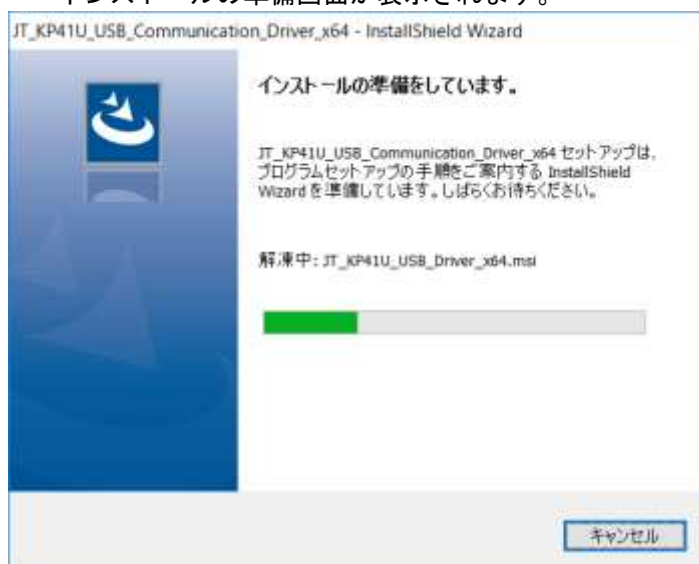 インストールの準備画面が表示されます。
JT_KP41U_USB_Communication_Driver_x64 - InstallShield Wizard
インストールの準備をしています。
JT_KP41U_USB_Communication_Driver_x64 セットアップは、
プログラムセットアップの手順をご案内する InstallShield
Wizard を準備しています。しばらくお待ちください。
解凍中: JT_KP41U_USB_Driver_x64.msi
キャンセル